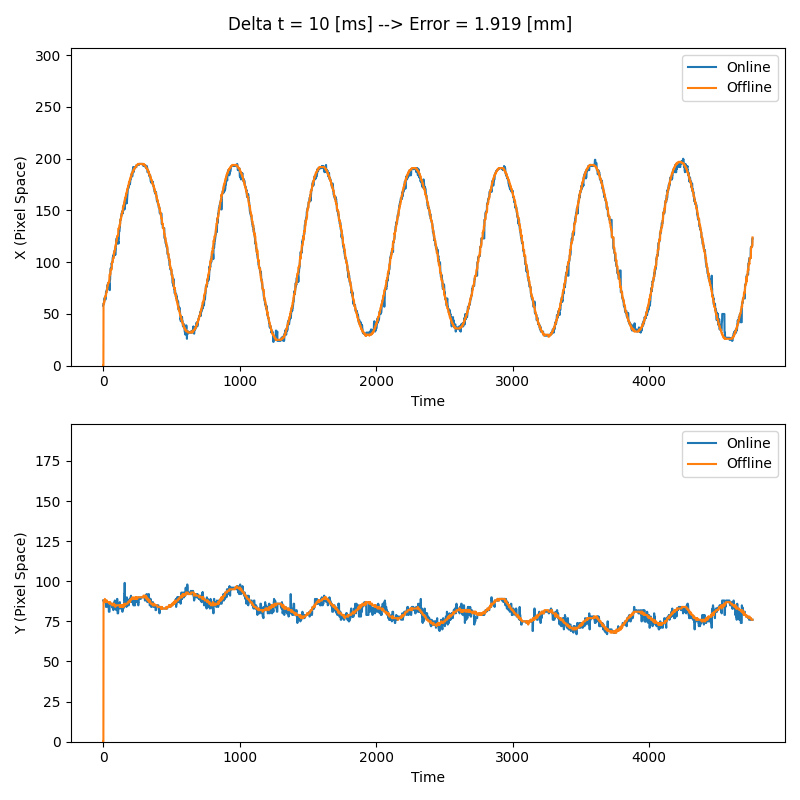 Delta t = 10 [ms] --> Error = 1.919 [mm]
300
250
200
150
100
50
0
X (Pixel Space)
Online
Offline
0 1000 2000 3000 4000
Time
175
150
125
100
75
50
25
0
Y (Pixel Space)
Online
Offline
0 1000 2000 3000 4000
Time